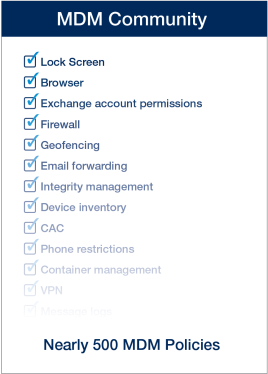 MDM Community
Lock Screen
Browser
Exchange account permissions
Firewall
Geofencing
Email forwarding
Integrity management
Device inventory
CAC
Phone restrictions
Container management
VPN
Message logs
Nearly 500 MDM Policies